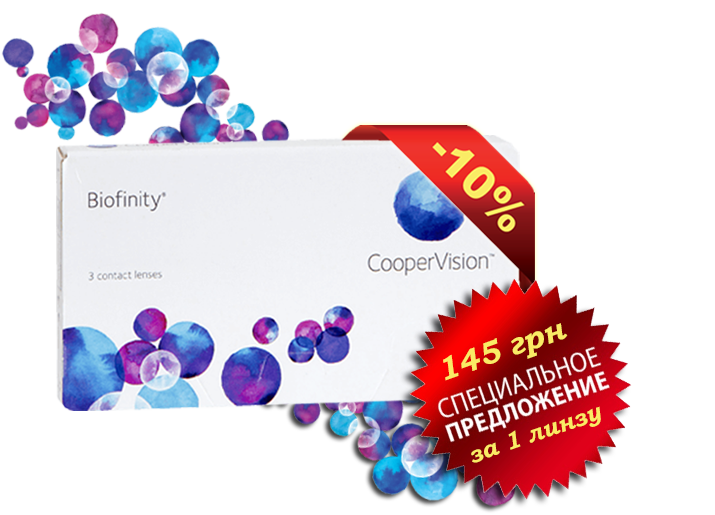 -10%
Biofinity®
CooperVision™
3 contact lenses
145 грн
СПЕЦИАЛЬНОЕ
ПРЕДЛОЖЕНИЕ
за 1 линзу